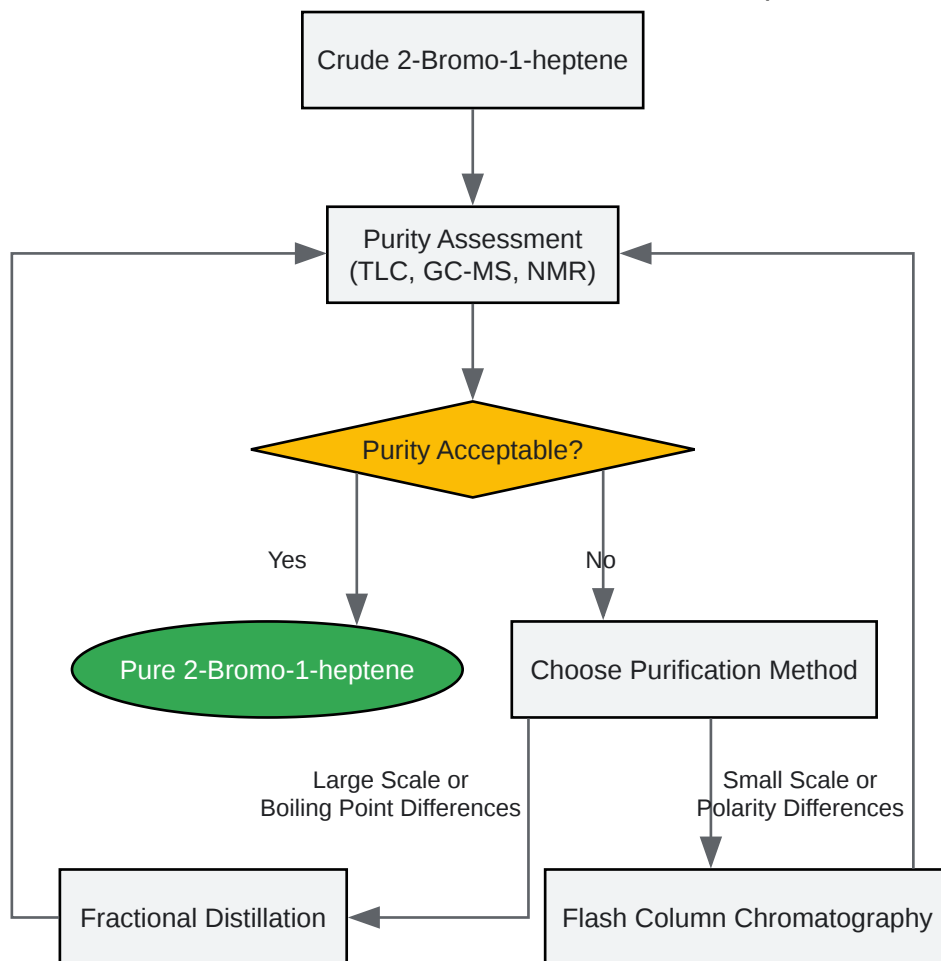 Crude 2-Bromo-1-heptene
Purity Assessment
(TLC, GC-MS, NMR)
Purity Acceptable?
Yes
No
Pure 2-Bromo-1-heptene
Choose Purification Method
Large Scale or
Boiling Point Differences
Small Scale or
Polarity Differences
Fractional Distillation
Flash Column Chromatography